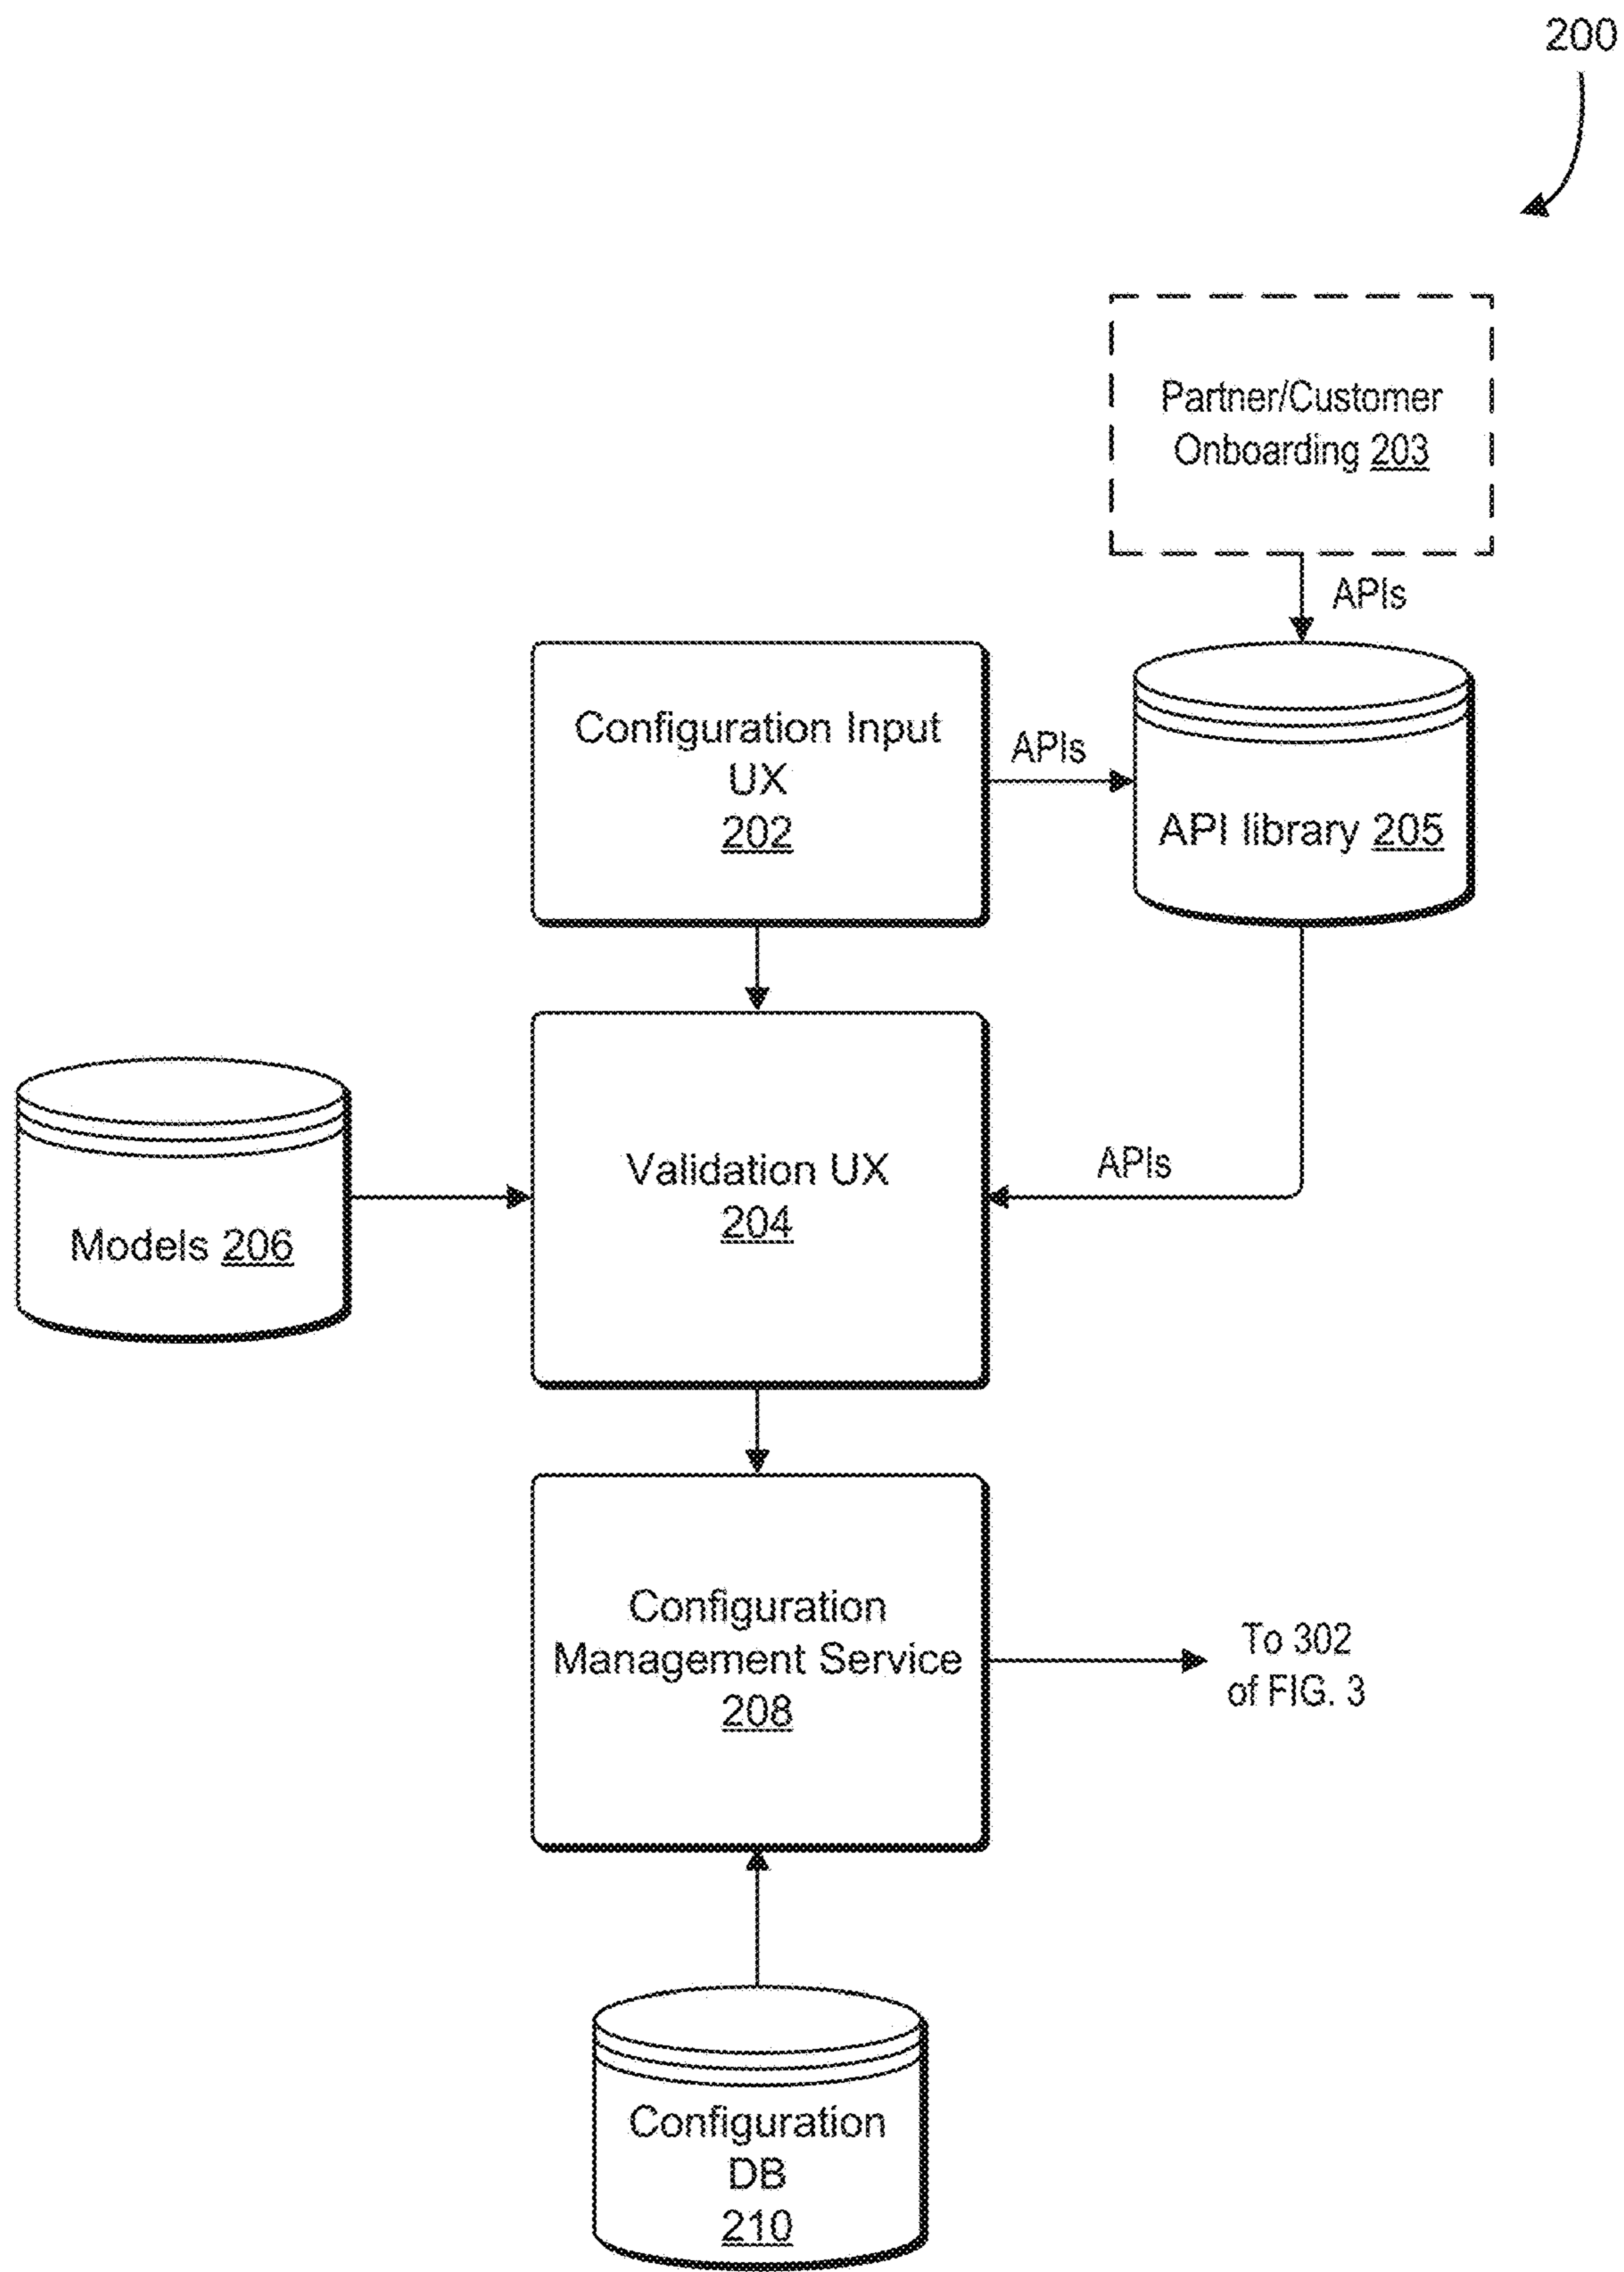 200
Partner/Customer
Onboarding 203
APIs
Configuration Input
UX
202
APIs
API library 205
Models 206
Validation UX
204
APIs
Configuration
Management Service
208
To 302
of FIG. 3
Configuration
DB
210